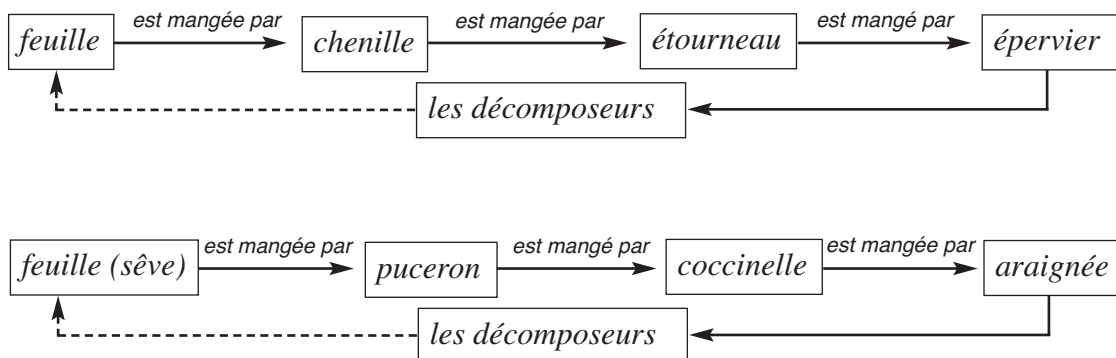 est mangée par est mangée par est mangé par
feuille chenille étourneau épervier
les décomposeurs
est mangée par est mangé par est mangée par
feuille (sêve) puceron coccinelle araignée
les décomposeurs